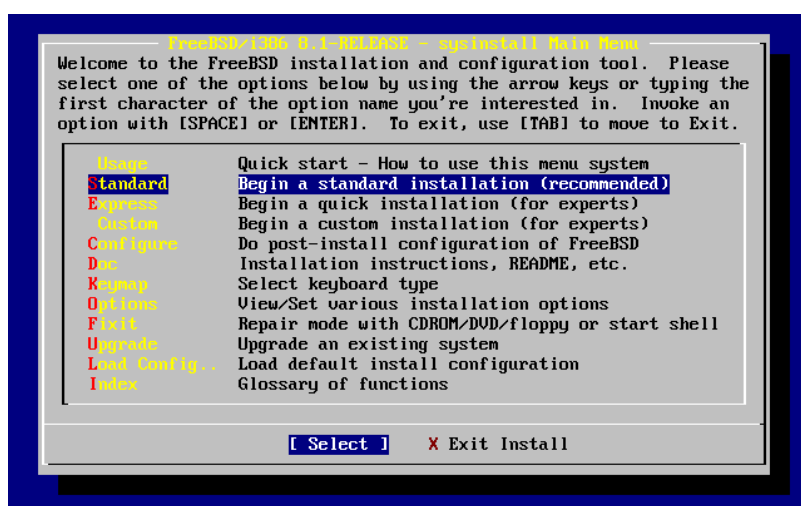 FreeBSD/i386 8.1-RELEASE - sysinstall Main Menu
Welcome to the FreeBSD installation and configuration tool.  Please
select one of the options below by using the arrow keys or typing the
first character of the option name you're interested in.  Invoke an
option with [SPACE] or [ENTER].  To exit, use [TAB] to move to Exit.
Usage Quick start - How to use this menu system
Standard Begin a standard installation (recommended)
Express Begin a quick installation (for experts)
Custom Begin a custom installation (for experts)
Configure Do post-install configuration of FreeBSD
Doc Installation instructions, README, etc.
Keymap Select keyboard type
Options View/Set various installation options
Fixit Repair mode with CDROM/DVD/floppy or start shell
Upgrade Upgrade an existing system
Load Config.. Load default install configuration
Index Glossary of functions
[ Select ] X Exit Install